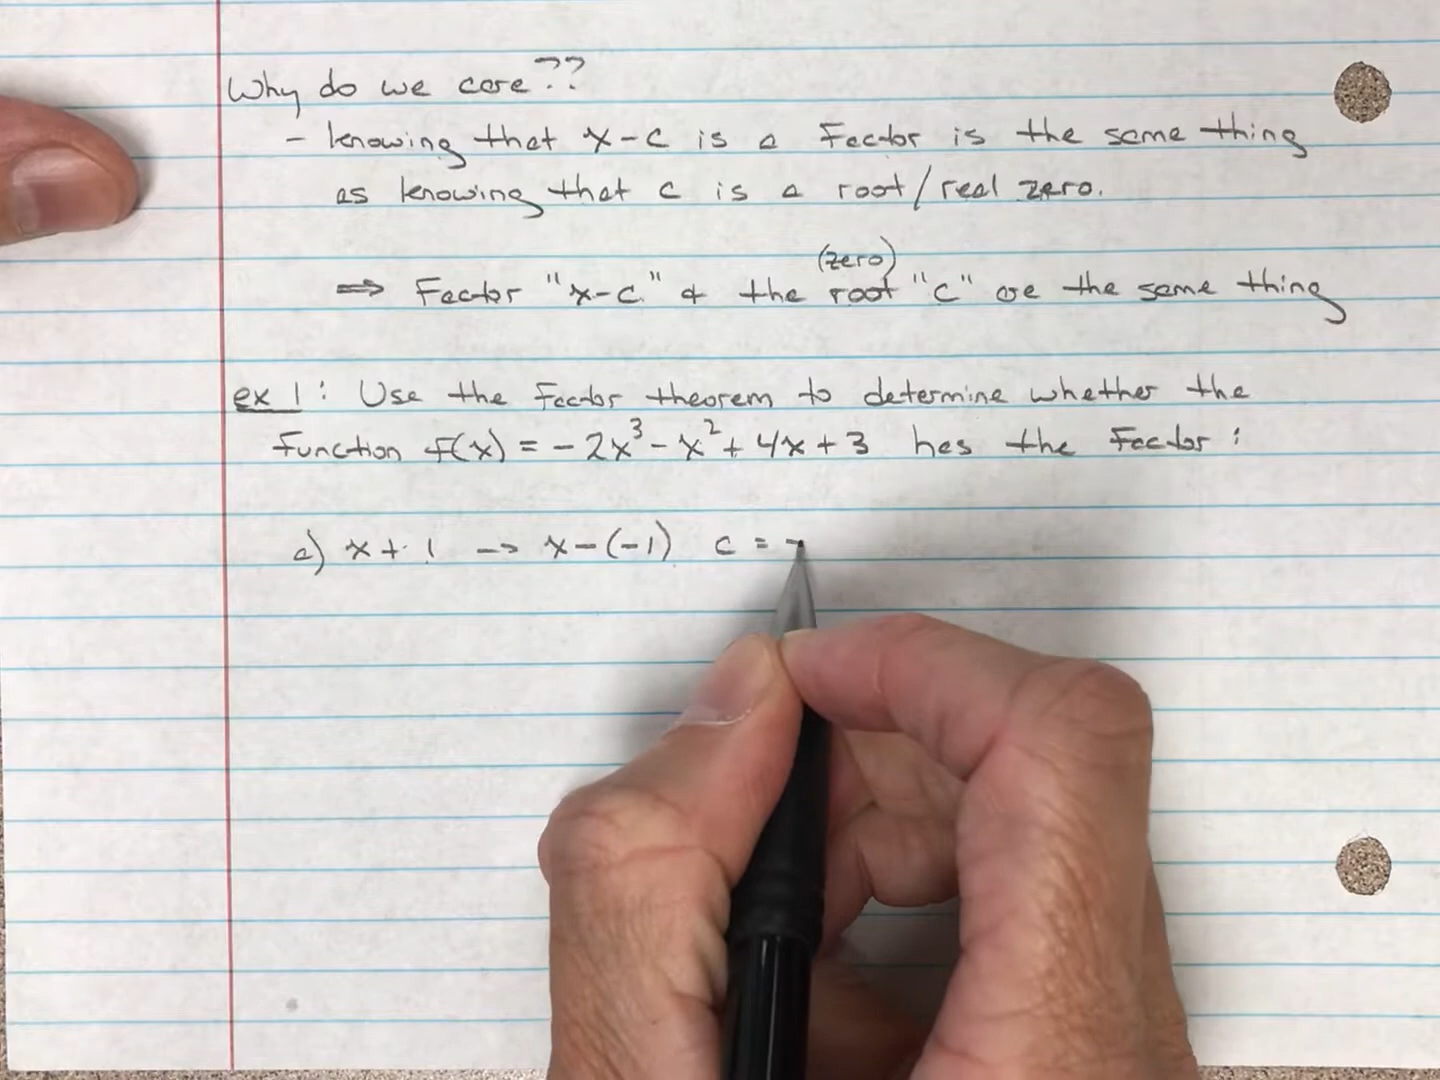 Why do we care??
- knowing that x-c is a Factor is the same thing
as knowing that c is a root/real zero.
(zero)
⇒ Factor "x-c" & the root "c" are the same thing
ex 1: Use the Factor theorem to determine whether the
Function f(x) = -2x³ - x² + 4x + 3 has the Factor:
a) x + 1 → x-(-1) c = -